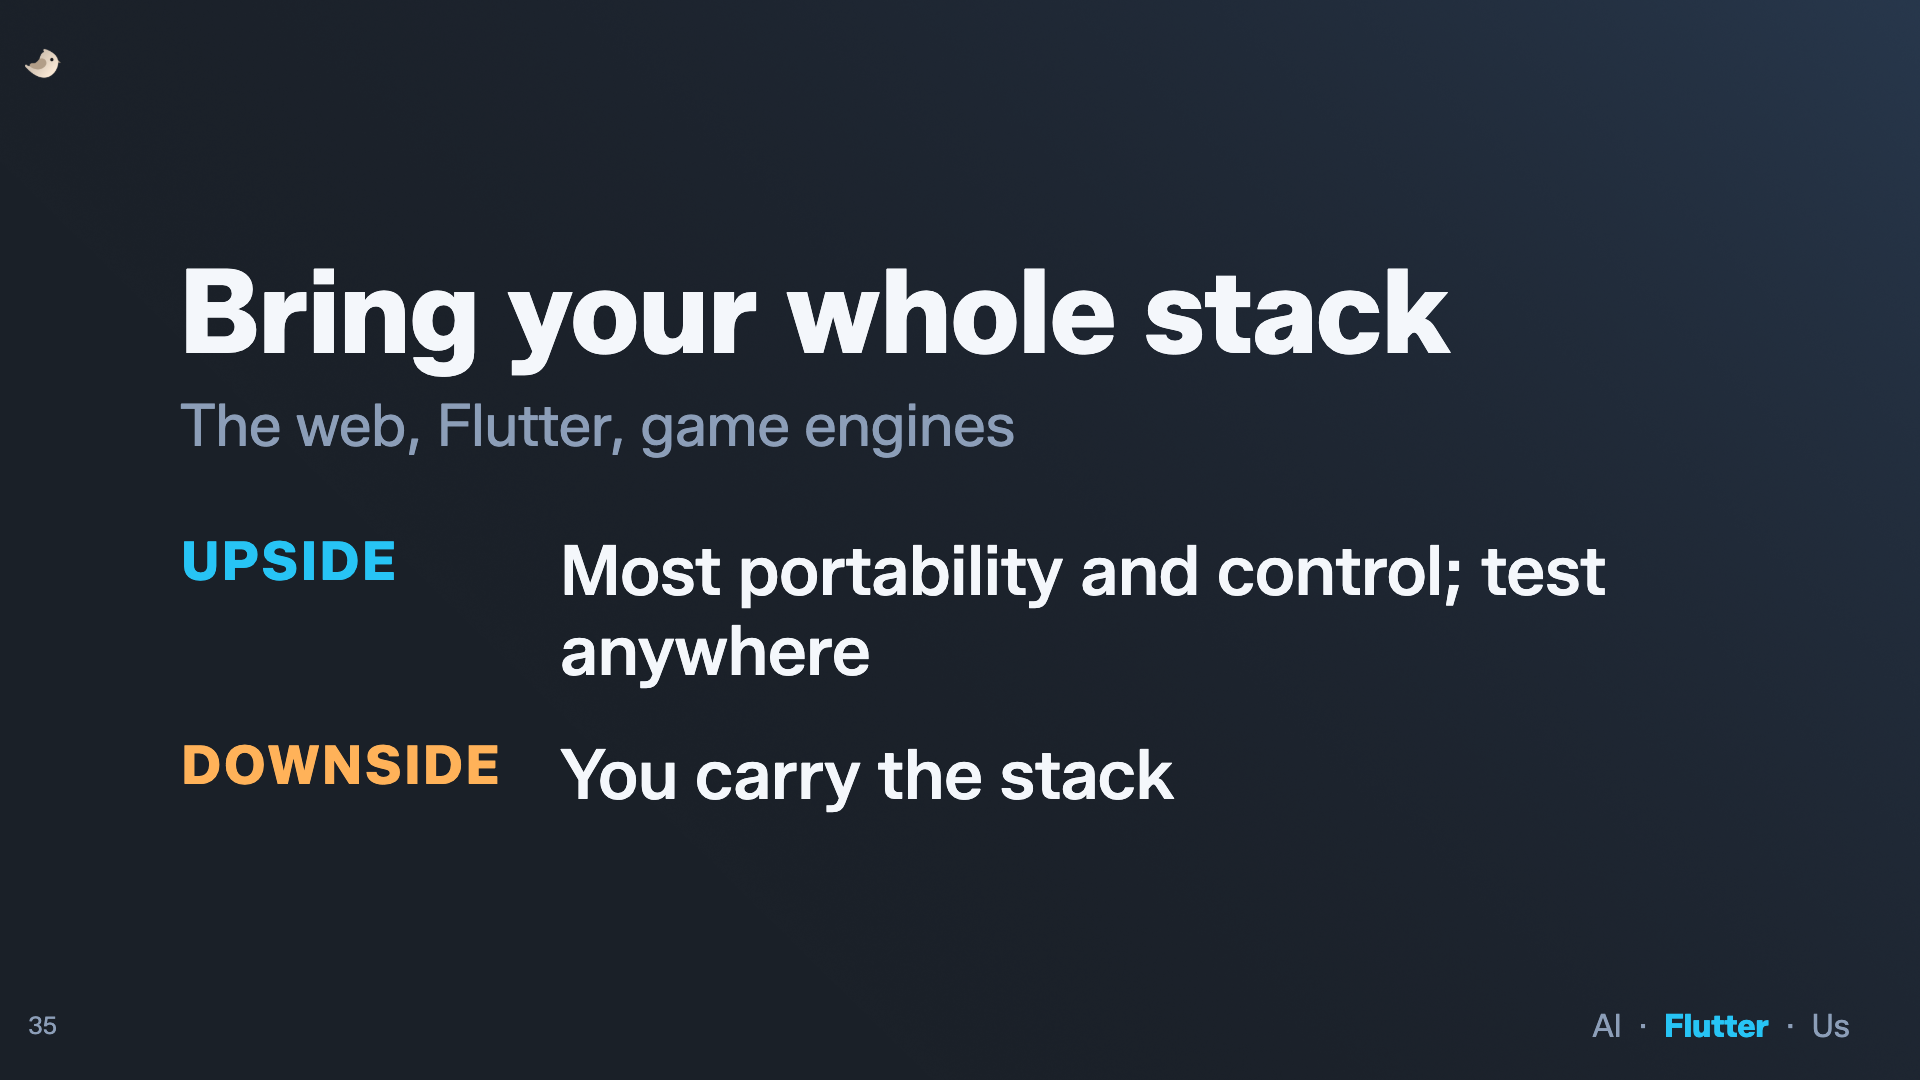 Bring your whole stack
The web, Flutter, game engines
UPSIDE
Most portability and control; test
anywhere
DOWNSIDE
You carry the stack
35
AI · Flutter · Us